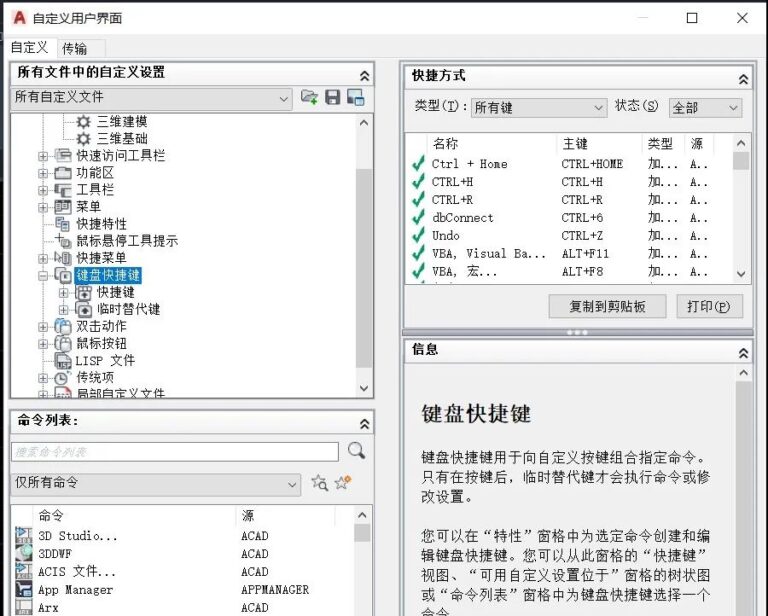 自定义用户界面
自定义 传输
所有文件中的自定义设置
所有自定义文件
三维建模
三维基础
快速访问工具栏
功能区
工具栏
菜单
快捷特性
鼠标悬停工具提示
快捷菜单
键盘快捷键
快捷键
临时替代键
双击动作
鼠标按钮
LISP 文件
传统项
局部自定义文件
命令列表:
搜索命令列表
仅所有命令
命令 源
3D Studio... ACAD
3DDWF ACAD
ACIS 文件... ACAD
App Manager APPMANAGER
Arx ACAD
快捷方式
类型(T): 所有键 状态(S) 全部
名称 主键 类型 源
Ctrl + Home CTRL+HOME 加... A..
CTRL+H CTRL+H 加... A..
CTRL+R CTRL+R 加... A..
dbConnect CTRL+6 加... A..
Undo CTRL+Z 加... A..
VBA, Visual Ba... ALT+F11 加... A..
VBA, 宏... ALT+F8 加... A..
复制到剪贴板 打印(P)
信息
键盘快捷键
键盘快捷键用于向自定义按键组合指定命令。
只有在按键后，临时替代键才会执行命令或修
改设置。
您可以在“特性”窗格中为选定命令创建和编
辑键盘快捷键。您可以从此窗格的“快捷键”
视图、“可用自定义设置位于”窗格的树状图
或“命令列表”窗格中为键盘快捷键选择一个
命令。